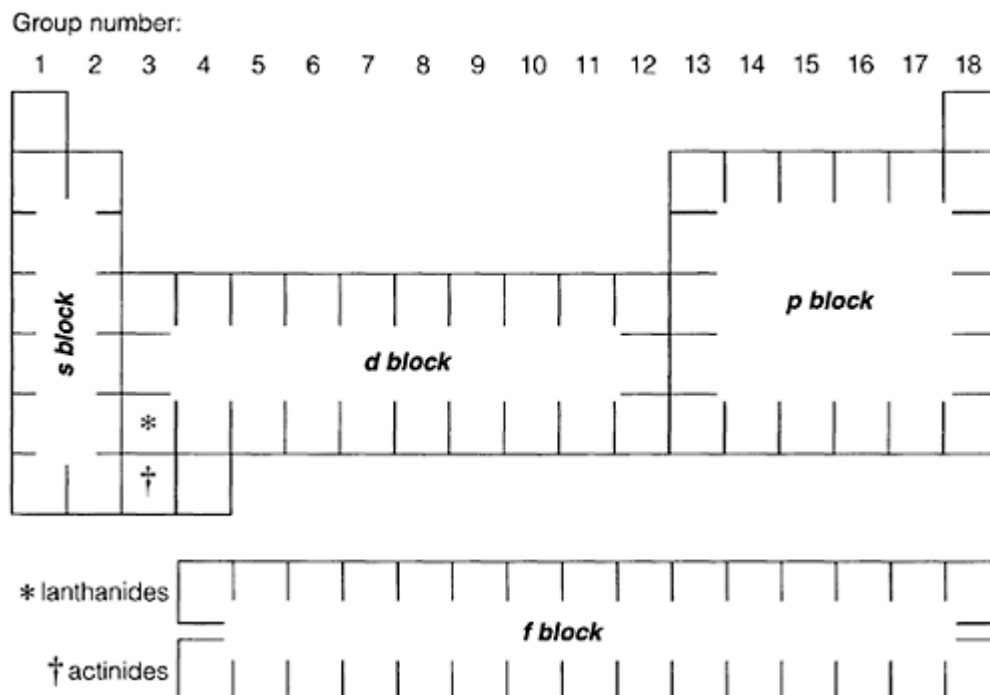 Group number:
1 2 3 4 5 6 7 8 9 10 11 12 13 14 15 16 17 18
s block
p block
d block
*
†
* lanthanides
f block
† actinides